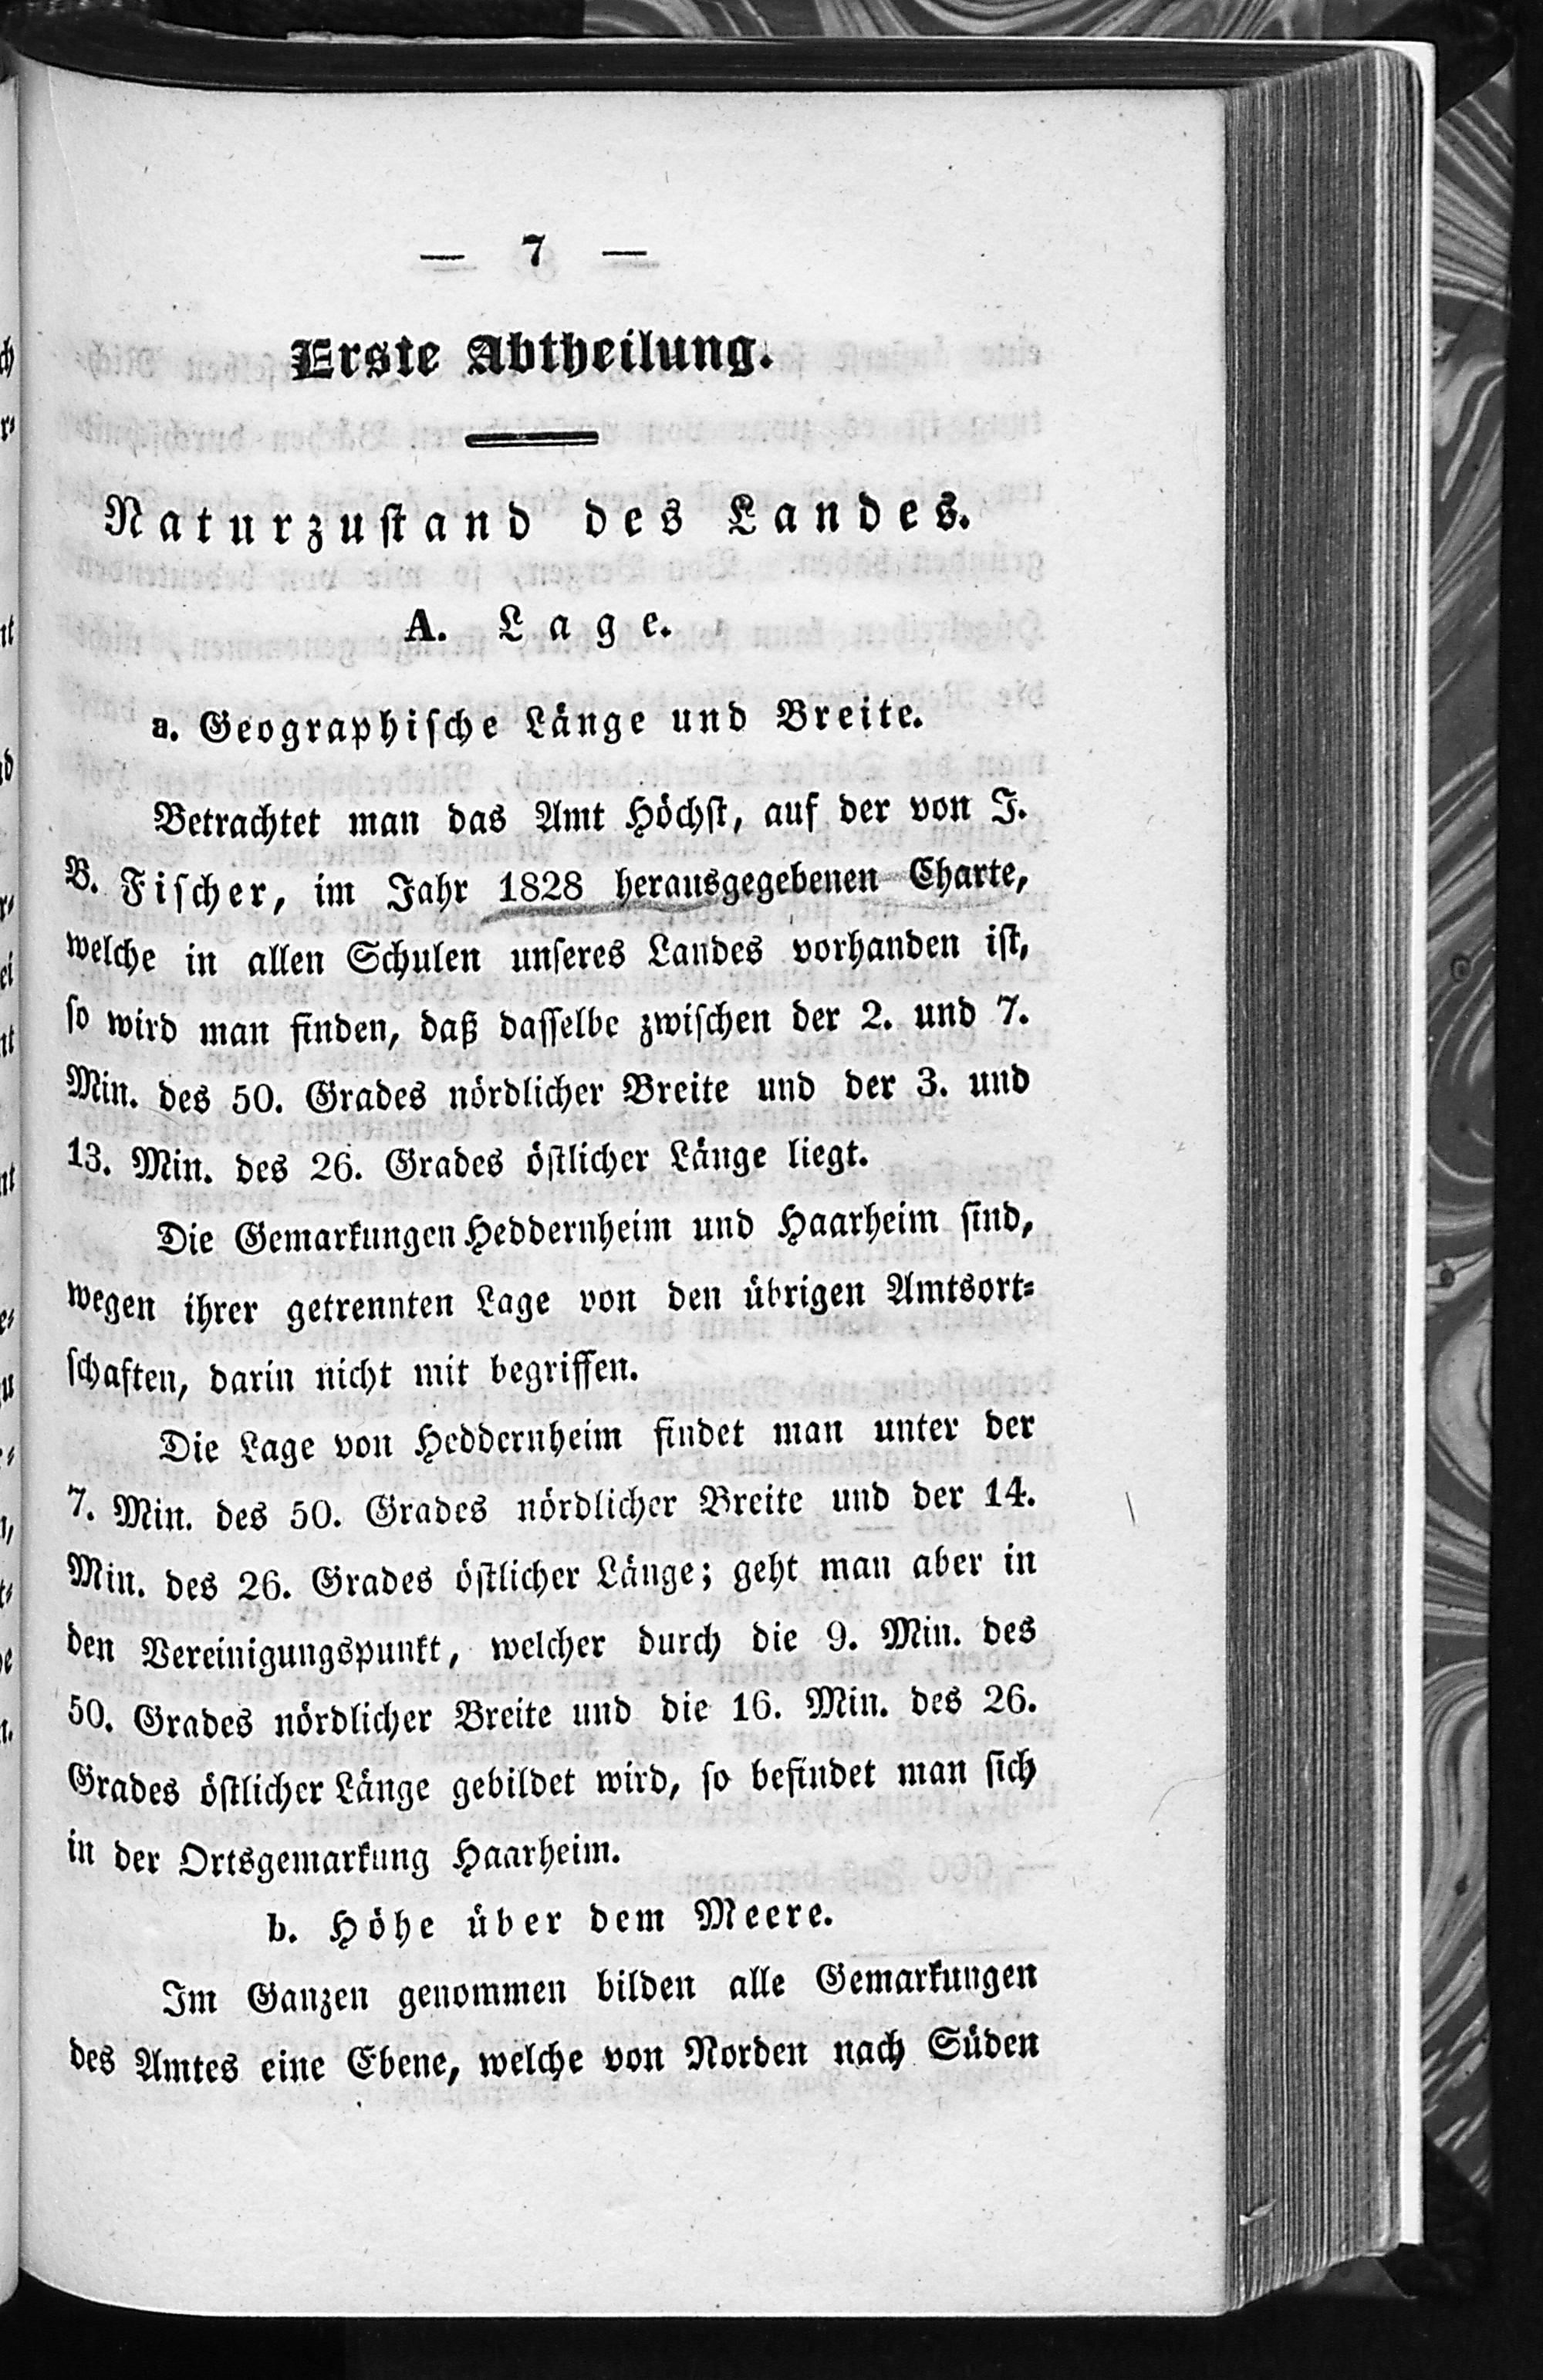 — 7 —
Erste Abtheilung.
Naturzustand des Landes.
A. Lage.
a. Geographische Länge und Breite.
Betrachtet man das Amt Höchst, auf der von J.
B. Fischer, im Jahr 1828 herausgegebenen Charte,
welche in allen Schulen unseres Landes vorhanden ist,
so wird man finden, daß dasselbe zwischen der 2. und 7.
Min. des 50. Grades nördlicher Breite und der 3. und
13. Min. des 26. Grades östlicher Länge liegt.
Die Gemarkungen Heddernheim und Haarheim sind,
wegen ihrer getrennten Lage von den übrigen Amtsort⸗
schaften, darin nicht mit begriffen.
Die Lage von Heddernheim findet man unter der
7. Min. des 50. Grades nördlicher Breite und der 14.
Min. des 26. Grades östlicher Länge; geht man aber in
den Vereinigungspunkt, welcher durch die 9. Min. des
50. Grades nördlicher Breite und die 16. Min. des 26.
Grades östlicher Länge gebildet wird, so befindet man sich
in der Ortsgemarkung Haarheim.
b. Höhe über dem Meere.
Im Ganzen genommen bilden alle Gemarkungen
des Amtes eine Ebene, welche von Norden nach Süden